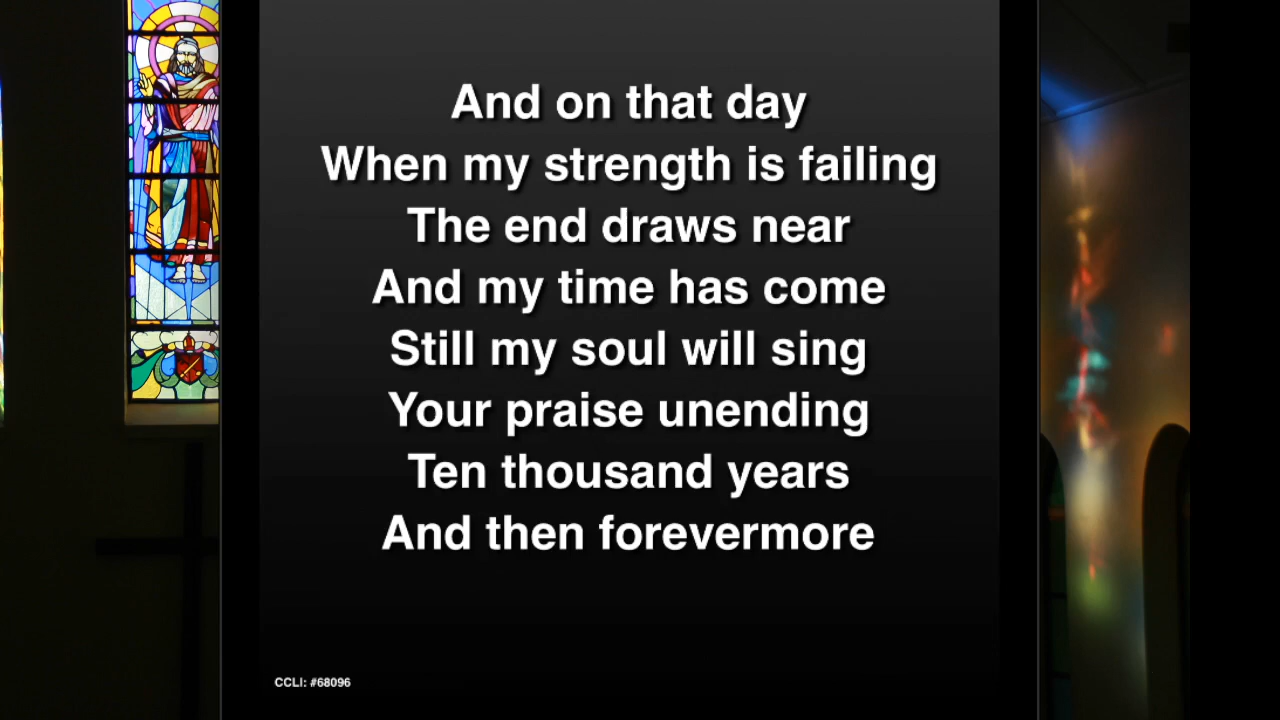 And on that day
When my strength is failing
The end draws near
And my time has come
Still my soul will sing
Your praise unending
Ten thousand years
And then forevermore
CCLI: #68096